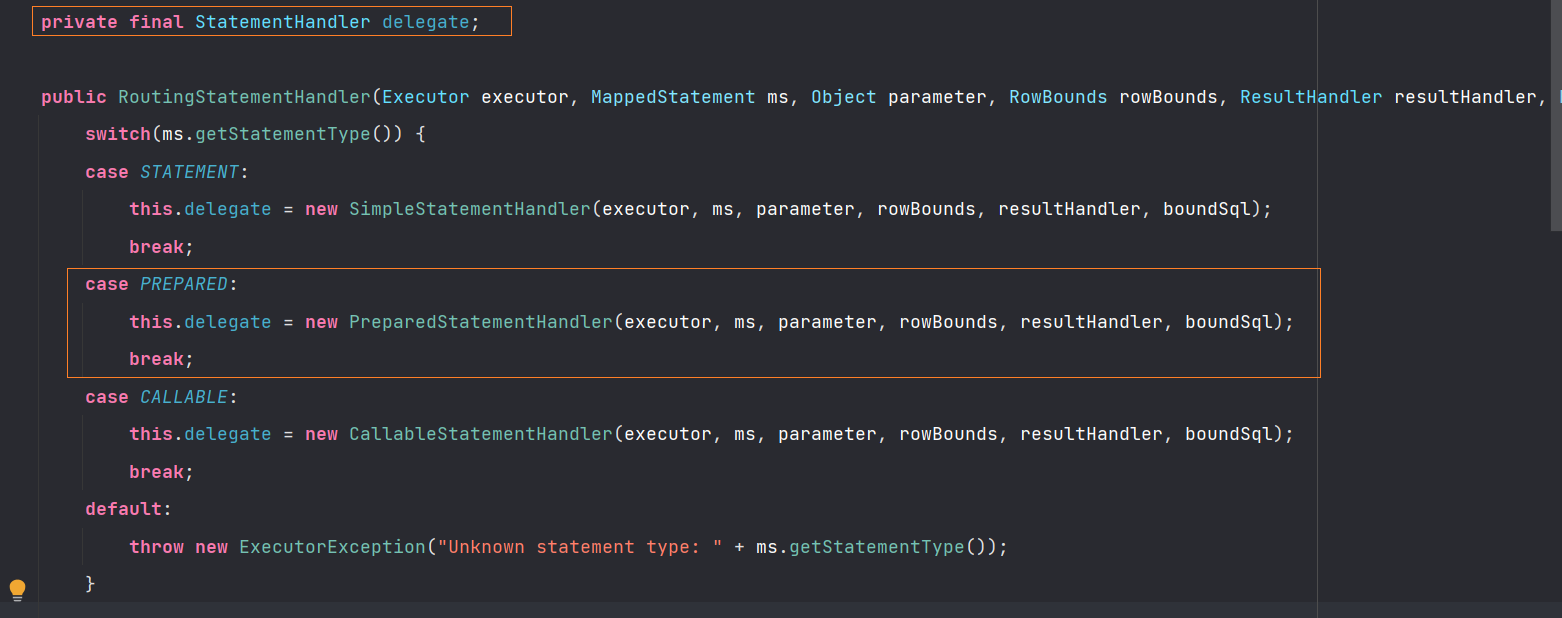 private final StatementHandler delegate;
public RoutingStatementHandler(Executor executor, MappedStatement ms, Object parameter, RowBounds rowBounds, ResultHandler resultHandler,
switch(ms.getStatementType()) {
case STATEMENT:
this.delegate = new SimpleStatementHandler(executor, ms, parameter, rowBounds, resultHandler, boundSql);
break;
case PREPARED:
this.delegate = new PreparedStatementHandler(executor, ms, parameter, rowBounds, resultHandler, boundSql);
break;
case CALLABLE:
this.delegate = new CallableStatementHandler(executor, ms, parameter, rowBounds, resultHandler, boundSql);
break;
default:
throw new ExecutorException("Unknown statement type: " + ms.getStatementType());
}